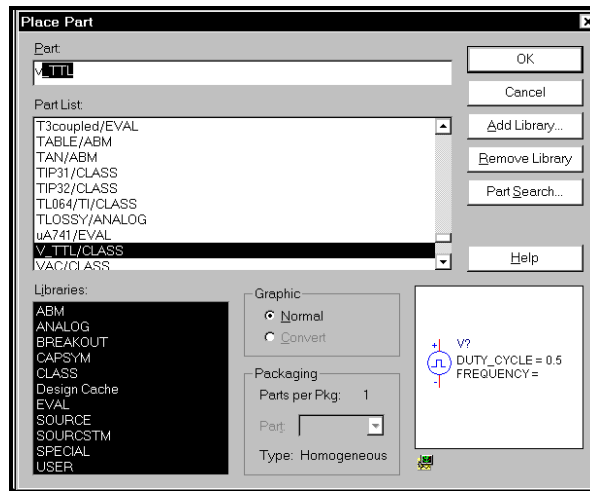 Place Part
Part:
v_TTL
Part List:
T3coupled/EVAL
TABLE/ABM
TAN/ABM
TIP31/CLASS
TIP32/CLASS
TL064/TI/CLASS
TLOSSY/ANALOG
uA741/EVAL
V_TTL/CLASS
VAC/CLASS
OK
Cancel
Add Library...
Remove Library
Part Search...
Help
Libraries:
ABM
ANALOG
BREAKOUT
CAPSYM
CLASS
Design Cache
EVAL
SOURCE
SOURCSTM
SPECIAL
USER
Graphic
Normal
Convert
Packaging
Parts per Pkg: 1
Part:
Type: Homogeneous
+ V?
DUTY_CYCLE = 0.5
FREQUENCY =
-